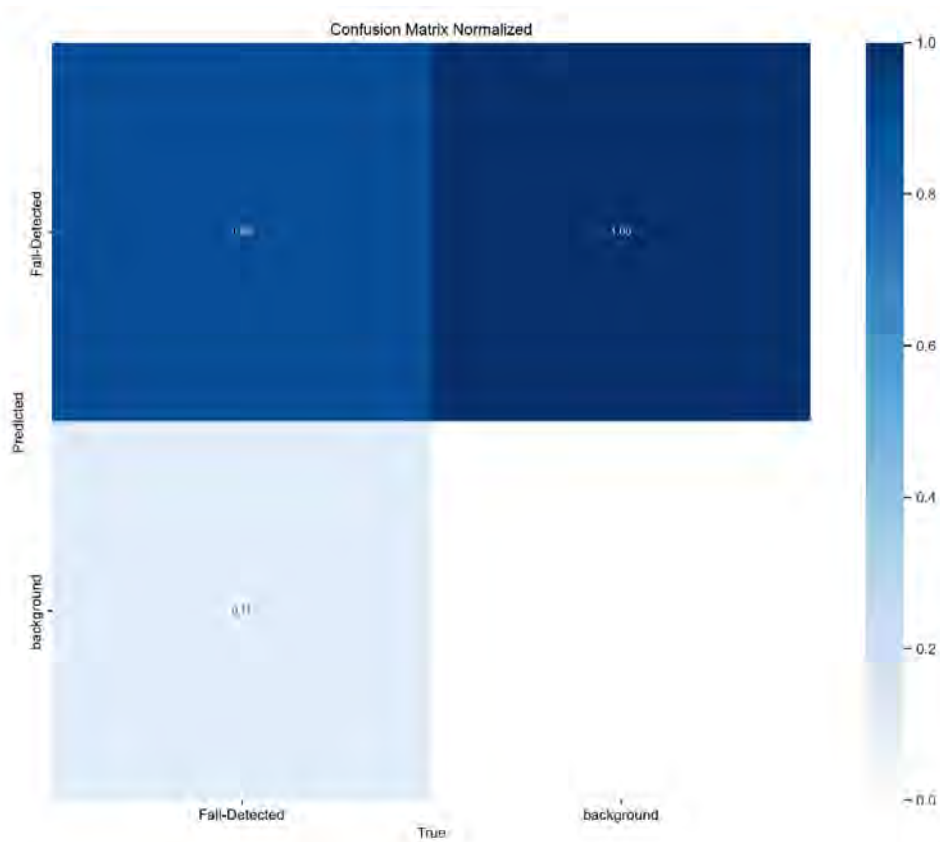 Confusion Matrix Normalized
1.0
0.8
0.6
0.4
0.2
0.0
Fall-Detected
background
Predicted
1.00
0.11
Fall-Detected
background
True